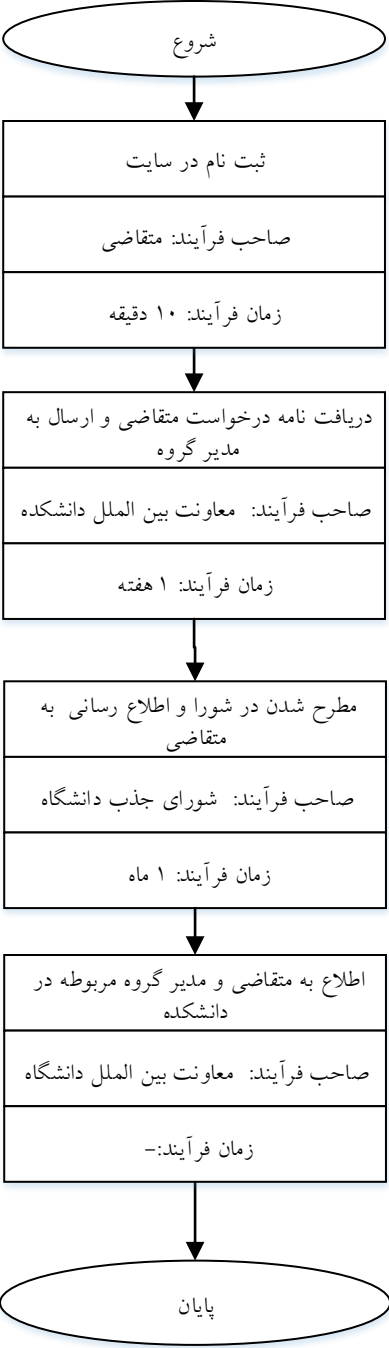 شروع
ثبت نام در سایت
صاحب فرآیند: متقاضی
زمان فرآیند: ۱۰ دقیقه
دریافت نامه درخواست متقاضی و ارسال به
مدیر گروه
صاحب فرآیند: معاونت بین الملل دانشکده
زمان فرآیند: ۱ هفته
مطرح شدن در شورا و اطلاع رسانی به
متقاضی
صاحب فرآیند: شورای جذب دانشگاه
زمان فرآیند: ۱ ماه
اطلاع به متقاضی و مدیر گروه مربوطه در
دانشکده
صاحب فرآیند: معاونت بین الملل دانشگاه
زمان فرآیند:-
پایان